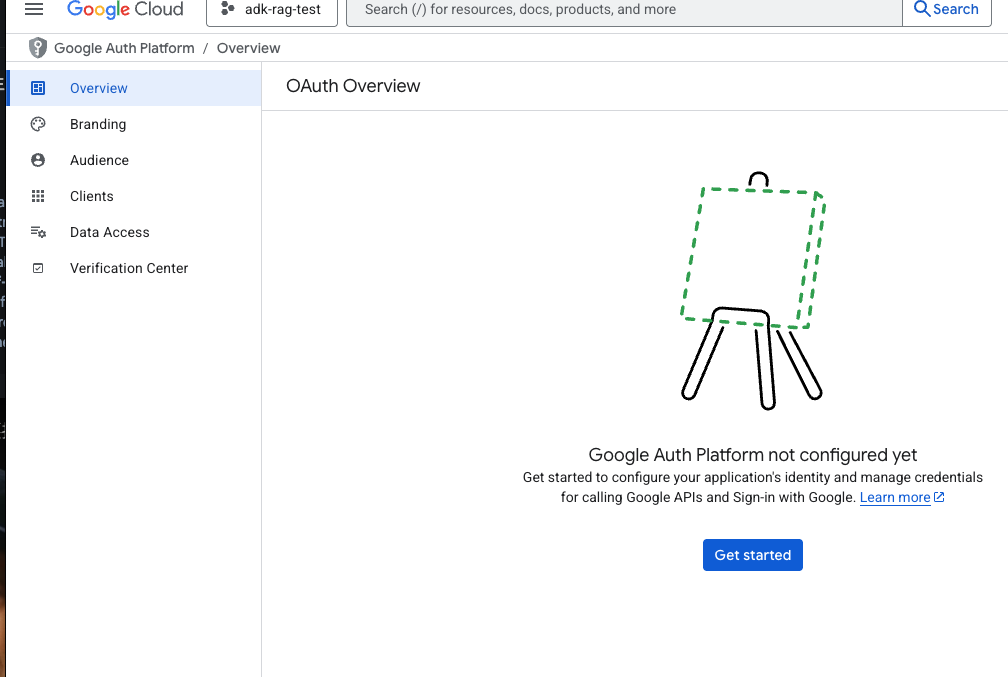 Google Cloud
adk-rag-test
Search (/) for resources, docs, products, and more
Search
Google Auth Platform / Overview
Overview
OAuth Overview
Branding
Audience
Clients
Data Access
Verification Center
Google Auth Platform not configured yet
Get started to configure your application's identity and manage credentials
for calling Google APIs and Sign-in with Google. Learn more
Get started